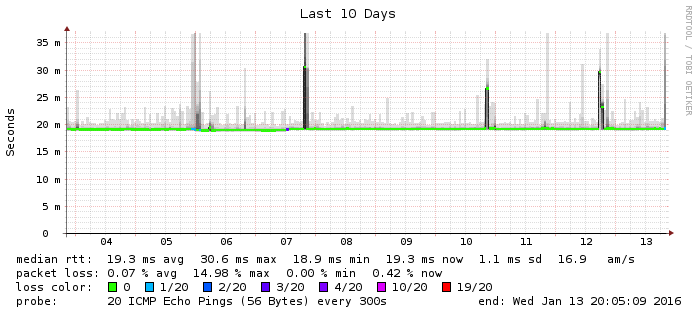 Last 10 Days
RRDTOOL / TOBI OETIKER
Seconds
35 m
30 m
25 m
20 m
15 m
10 m
5 m
0
04 05 06 07 08 09 10 11 12 13
median rtt: 19.3 ms avg 30.6 ms max 18.9 ms min 19.3 ms now 1.1 ms sd 16.9 am/s
packet loss: 0.07 % avg 14.98 % max 0.00 % min 0.42 % now
loss color: 0 1/20 2/20 3/20 4/20 10/20 19/20
probe: 20 ICMP Echo Pings (56 Bytes) every 300s end: Wed Jan 13 20:05:09 2016